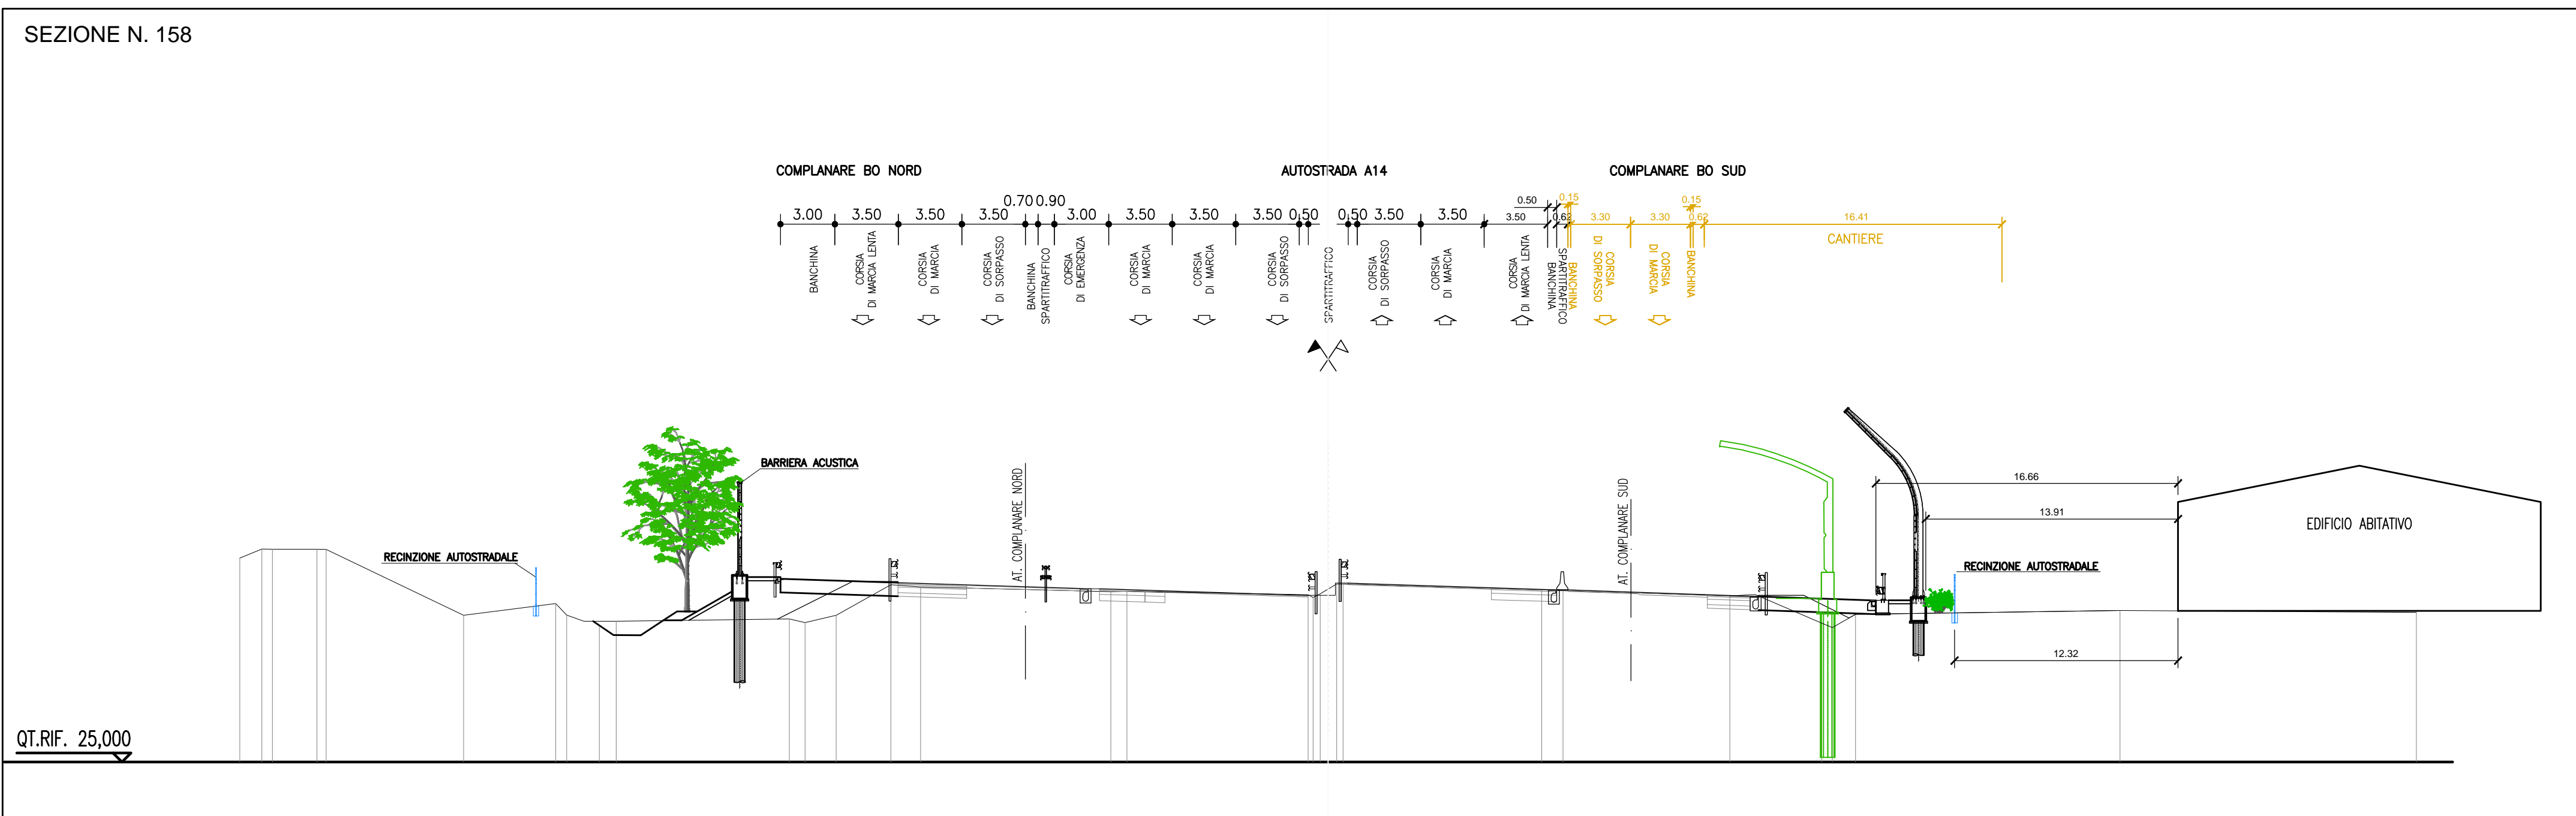 SEZIONE N. 158
COMPLANARE BO NORD
AUTOSTRADA A14
COMPLANARE BO SUD
0.70 0.90
0.50
0.15
0.15
3.00
3.50
3.50
3.50
3.00
3.50
3.50
3.50
0.50
0.50
3.50
3.50
3.50
0.62
3.30
3.30
0.62
16.41
CANTIERE
BANCHINA
CORSIA
DI MARCIA LENTA
CORSIA
DI MARCIA
CORSIA
DI SORPASSO
BANCHINA
SPARTITRAFFICO
CORSIA
DI EMERGENZA
CORSIA
DI MARCIA
CORSIA
DI MARCIA
CORSIA
DI SORPASSO
SPARTITRAFFICO
CORSIA
DI SORPASSO
CORSIA
DI MARCIA
CORSIA
DI MARCIA LENTA
BANCHINA
SPARTITRAFFICO
BANCHINA
CORSIA
DI SORPASSO
CORSIA
DI MARCIA
BANCHINA
BARRIERA ACUSTICA
AT. COMPLANARE NORD
AT. COMPLANARE SUD
16.66
13.91
EDIFICIO ABITATIVO
RECINZIONE AUTOSTRADALE
RECINZIONE AUTOSTRADALE
12.32
QT.RIF. 25,000